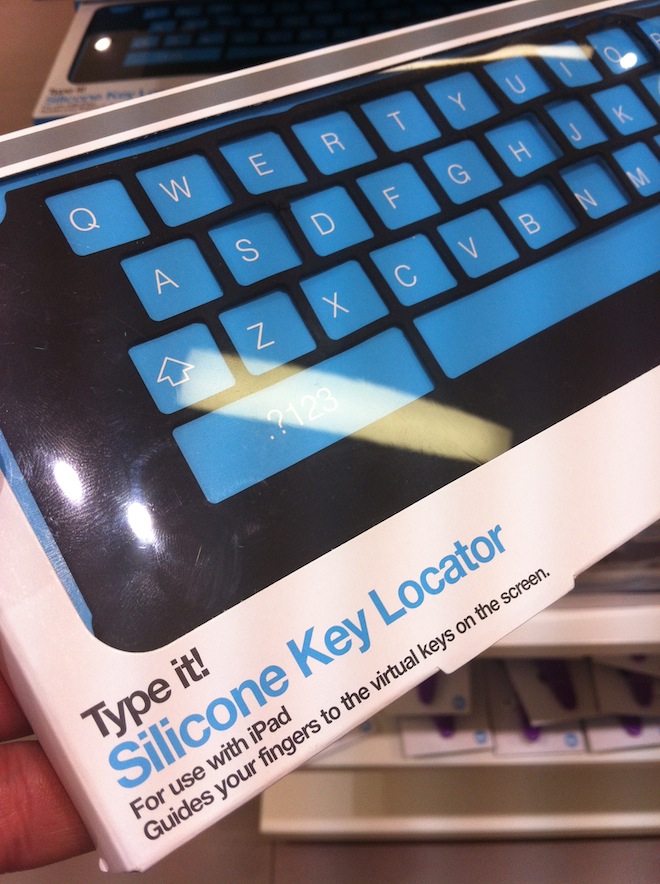 Q W E R T Y U I O
A S D F G H J K
Z X C V B N M
.?123
Type it!
Silicone Key Locator
For use with iPad
Guides your fingers to the virtual keys on the screen.